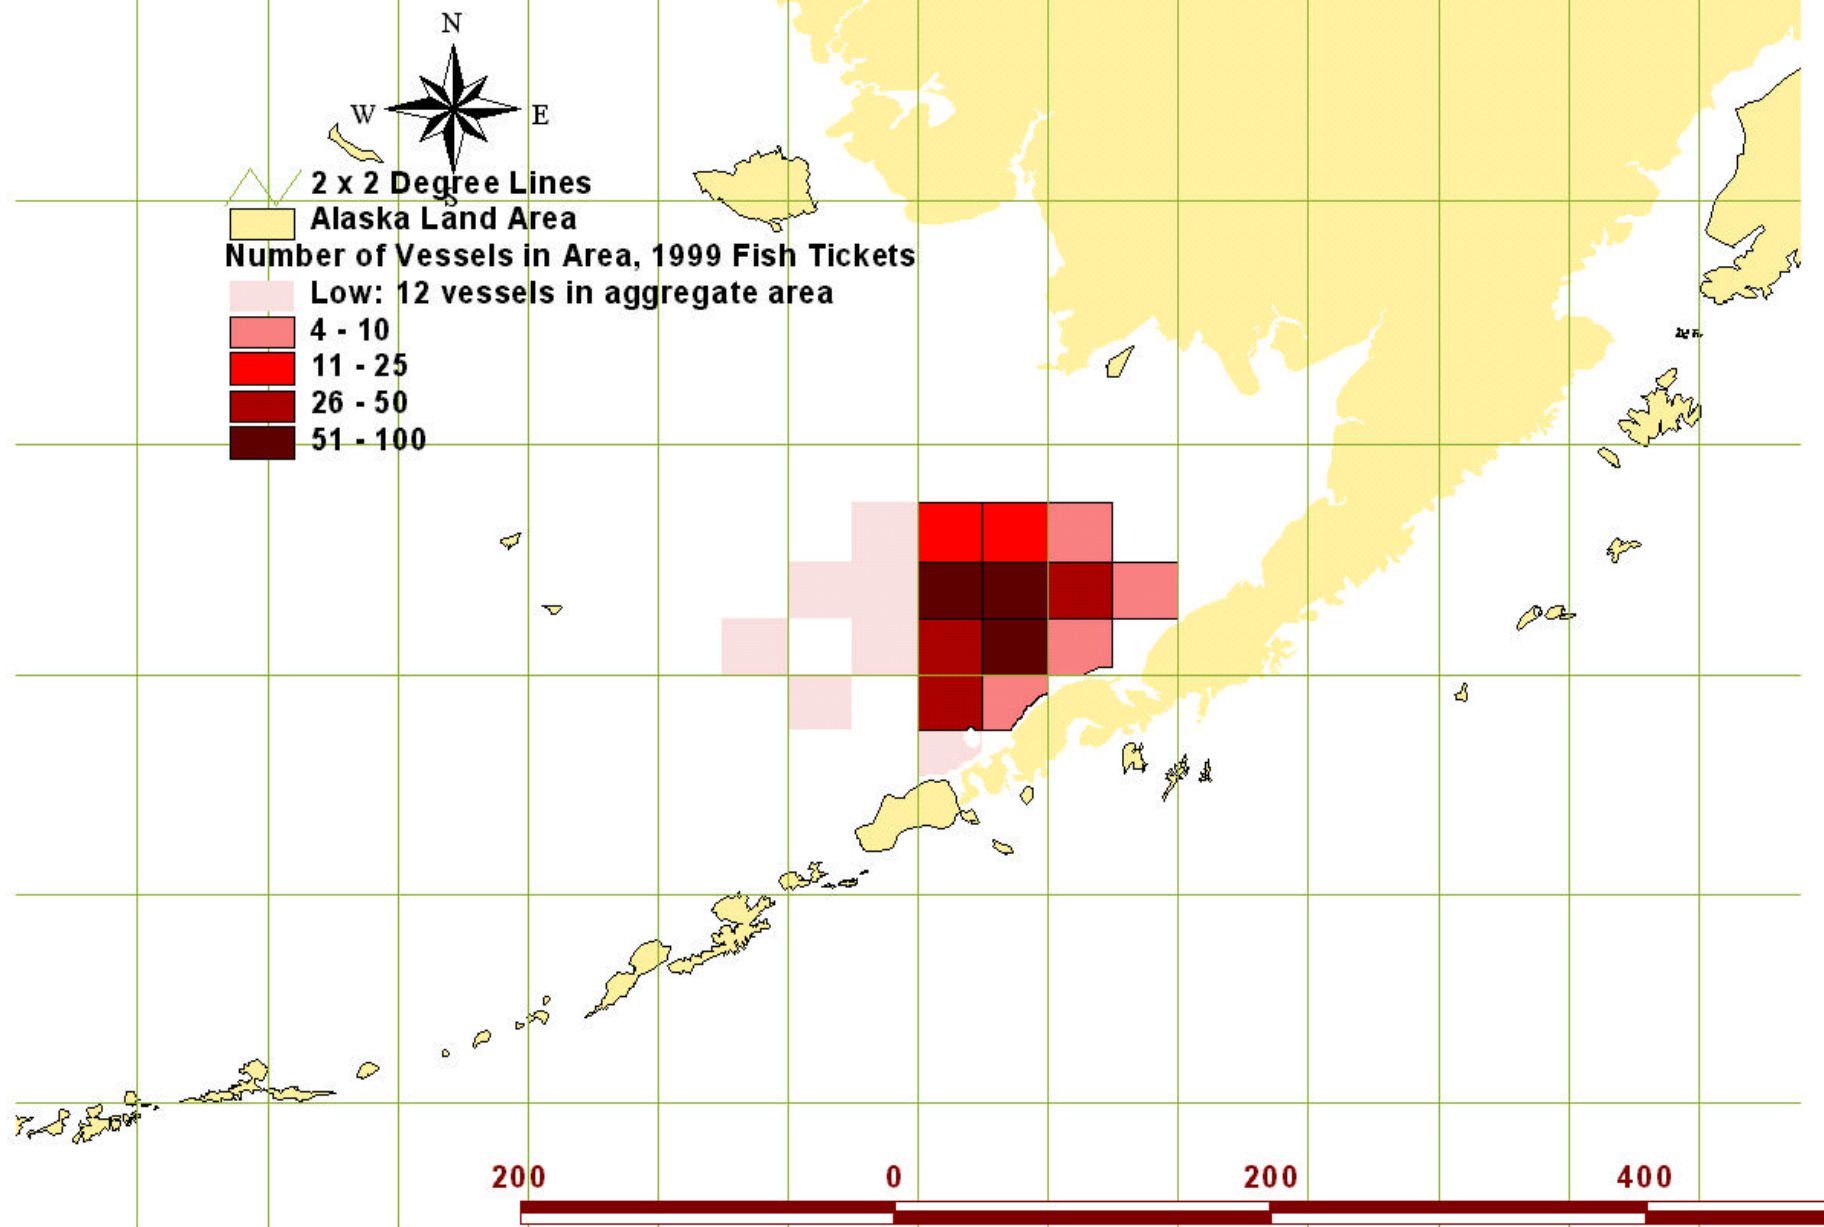 N
W E
S
2 x 2 Degree Lines
Alaska Land Area
Number of Vessels in Area, 1999 Fish Tickets
Low: 12 vessels in aggregate area
4 - 10
11 - 25
26 - 50
51 - 100
200 0 200 400